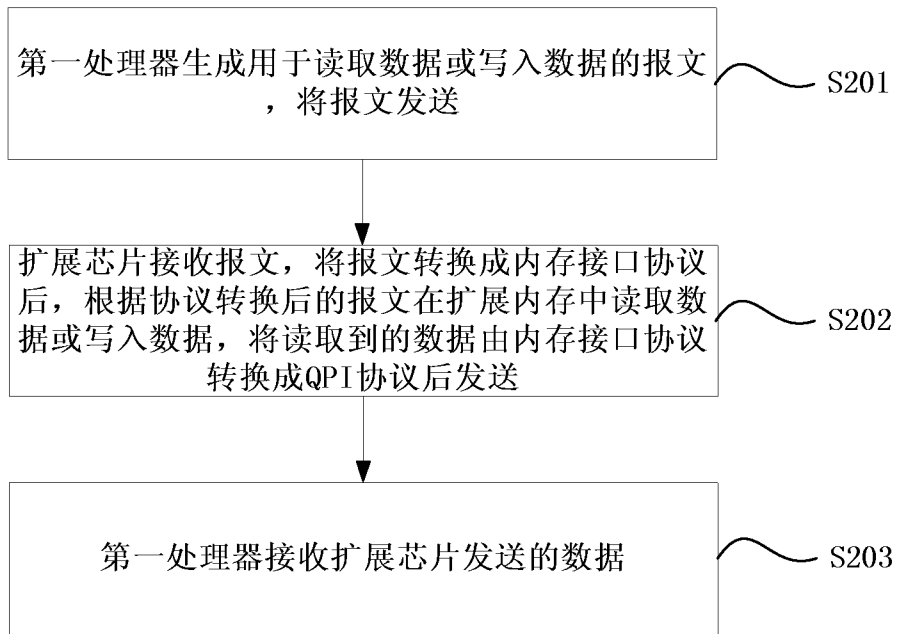 第一处理器生成用于读取数据或写入数据的报文
，将报文发送
S201
扩展芯片接收报文，将报文转换成内存接口协议
后，根据协议转换后的报文在扩展内存中读取数
据或写入数据，将读取到的数据由内存接口协议
转换成QPI协议后发送
S202
第一处理器接收扩展芯片发送的数据
S203